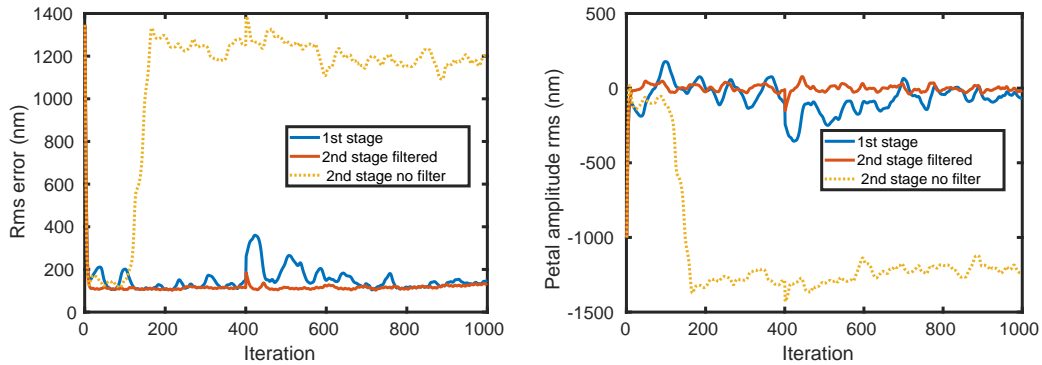 1400
1200
1000
800
600
400
200
0
0 200 400 600 800 1000
Rms error (nm)
Iteration
1st stage
2nd stage filtered
2nd stage no filter
500
0
-500
-1000
-1500
0 200 400 600 800 1000
Petal amplitude rms (nm)
Iteration
1st stage
2nd stage filtered
2nd stage no filter